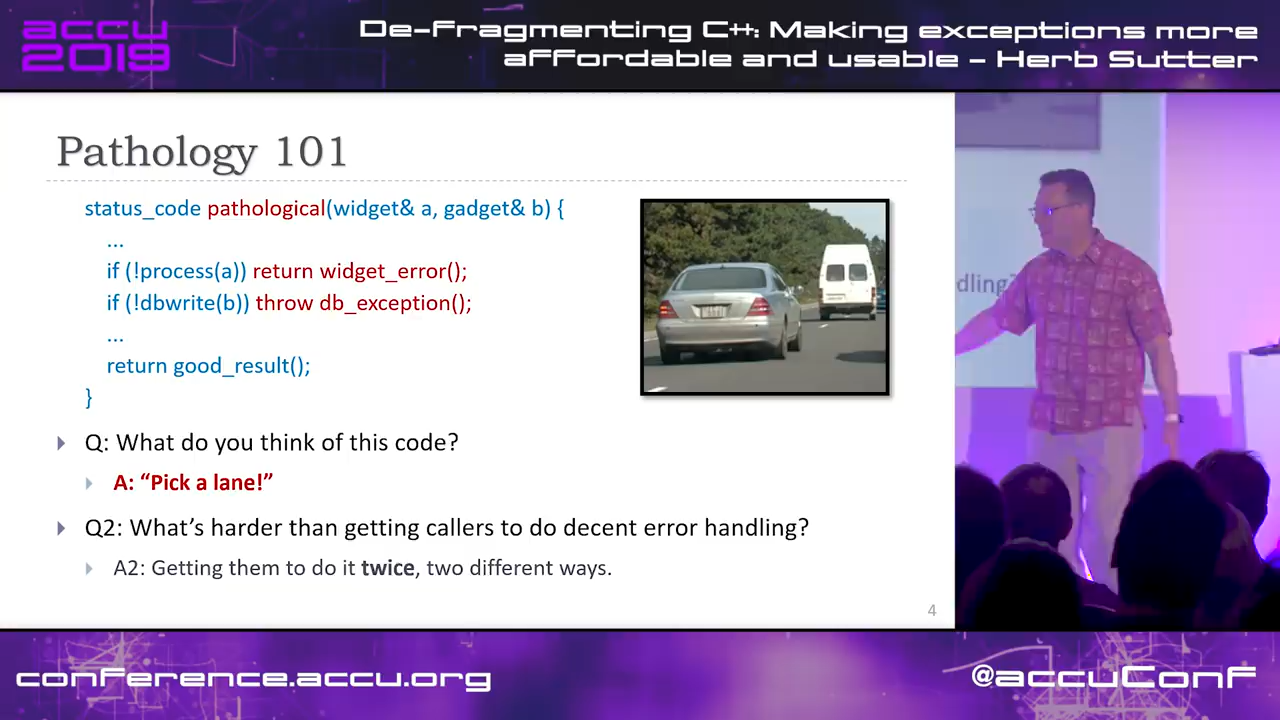 accu
2019
De-Fragmenting C++: Making exceptions more
affordable and usable - Herb Sutter
Pathology 101
status_code pathological(widget& a, gadget& b) {
...
if (!process(a)) return widget_error();
if (!dbwrite(b)) throw db_exception();
...
return good_result();
}
Q: What do you think of this code?
A: “Pick a lane!”
Q2: What’s harder than getting callers to do decent error handling?
A2: Getting them to do it twice, two different ways.
4
dling?
conference.accu.org
@accuConf